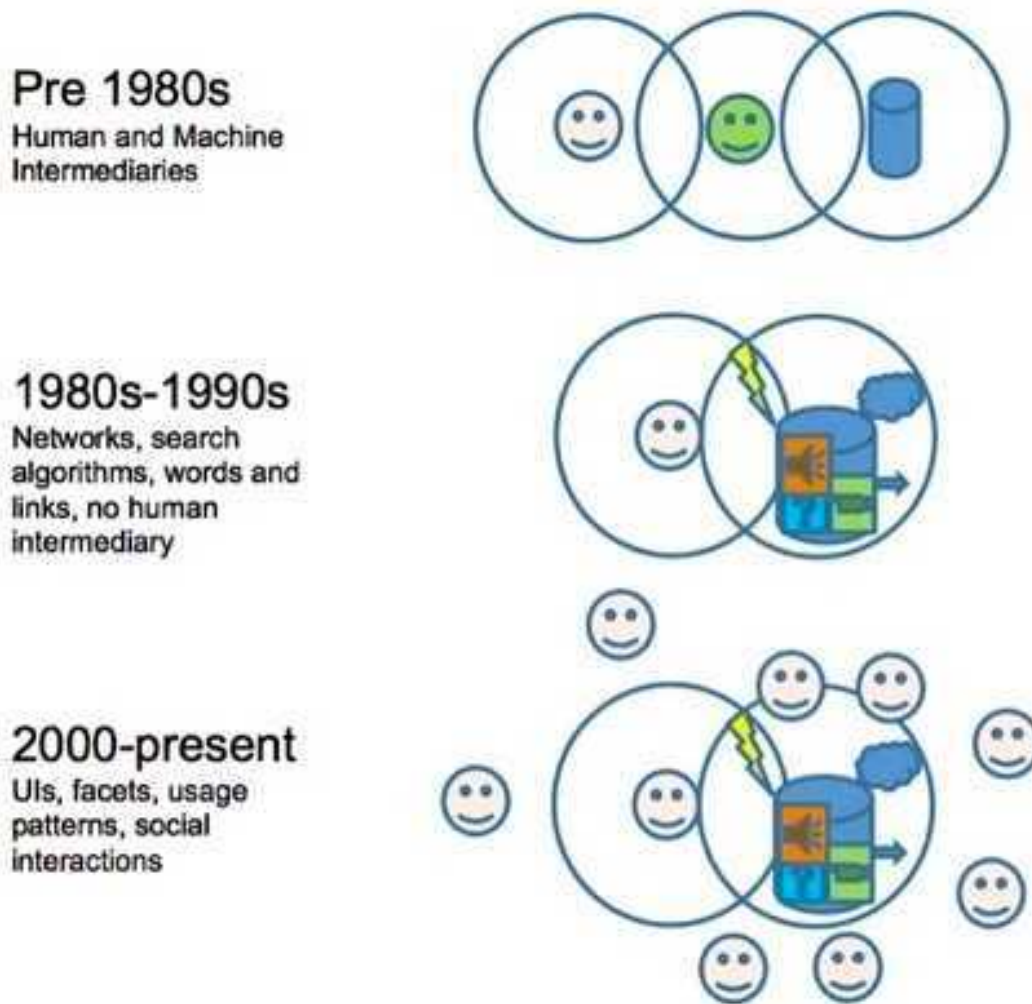 Pre 1980s
Human and Machine
Intermediaries
1980s-1990s
Networks, search
algorithms, words and
links, no human
intermediary
2000-present
UIs, facets, usage
patterns, social
interactions